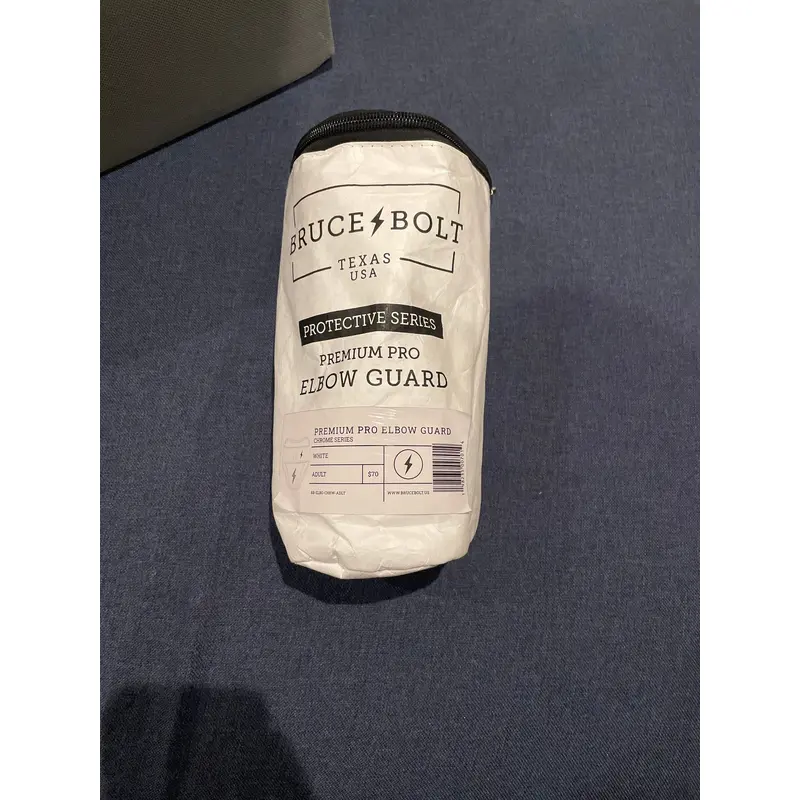 BRUCE BOLT
TEXAS
USA
PROTECTIVE SERIES
PREMIUM PRO
ELBOW GUARD
PREMIUM PRO ELBOW GUARD
CHROME SERIES
WHITE
ADULT $70
WWW.BRUCEBOLT.US